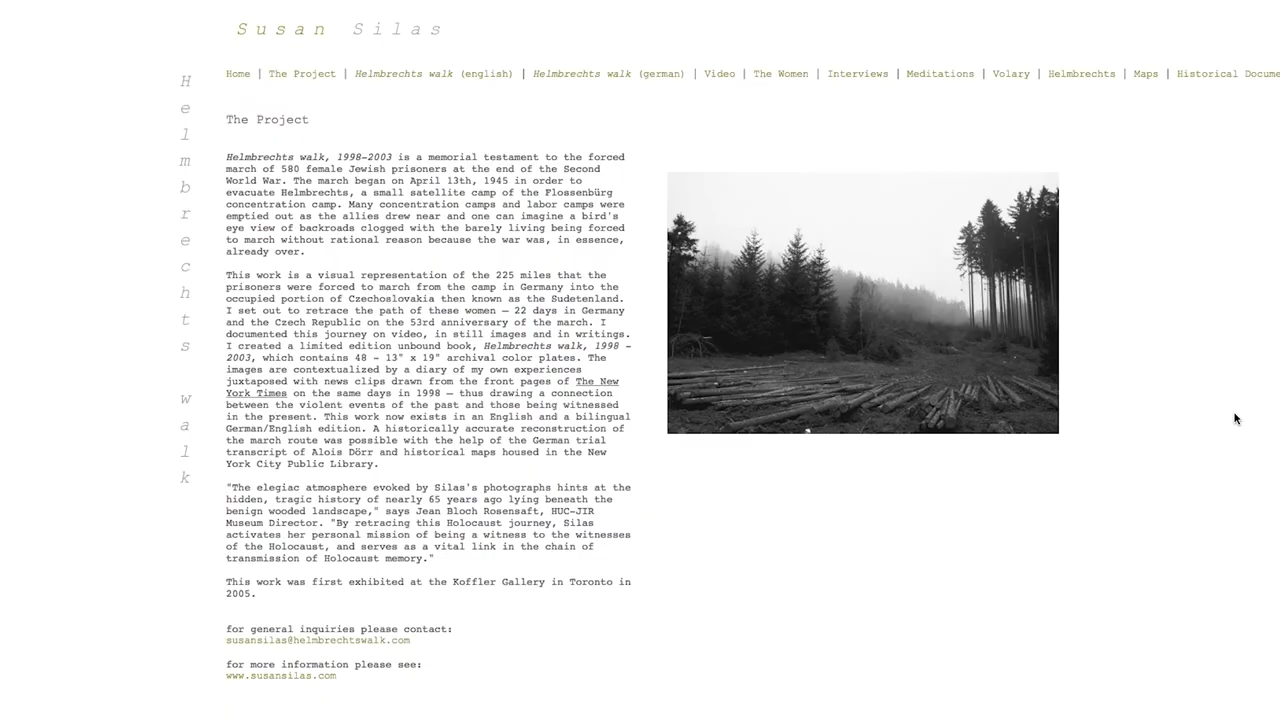 Susan Silas
Home | The Project | Helmbrechts walk (english) | Helmbrechts walk (german) | Video | The Women | Interviews | Meditations | Volary | Helmbrechts | Maps | Historical Docume
Helmbrechts walk
The Project
Helmbrechts walk, 1998-2003 is a memorial testament to the forced
march of 580 female Jewish prisoners at the end of the Second
World War. The march began on April 13th, 1945 in order to
evacuate Helmbrechts, a small satellite camp of the Flossenbürg
concentration camp. Many concentration camps and labor camps were
emptied out as the allies drew near and one can imagine a bird's
eye view of backroads clogged with the barely living being forced
to march without rational reason because the war was, in essence,
already over.
This work is a visual representation of the 225 miles that the
prisoners were forced to march from the camp in Germany into the
occupied portion of Czechoslovakia then known as the Sudetenland.
I set out to retrace the path of these women — 22 days in Germany
and the Czech Republic on the 53rd anniversary of the march. I
documented this journey on video, in still images and in writings.
I created a limited edition unbound book, Helmbrechts walk, 1998 -
2003, which contains 48 - 13" x 19" archival color plates. The
images are contextualized by a diary of my own experiences
juxtaposed with news clips drawn from the front pages of The New
York Times on the same days in 1998 — thus drawing a connection
between the violent events of the past and those being witnessed
in the present. This work now exists in an English and a bilingual
German/English edition. A historically accurate reconstruction of
the march route was possible with the help of the German trial
transcript of Alois Dörr and historical maps housed in the New
York City Public Library.
"The elegiac atmosphere evoked by Silas's photographs hints at the
hidden, tragic history of nearly 65 years ago lying beneath the
benign wooded landscape," says Jean Bloch Rosensaft, HUC-JIR
Museum Director. "By retracing this Holocaust journey, Silas
activates her personal mission of being a witness to the witnesses
of the Holocaust, and serves as a vital link in the chain of
transmission of Holocaust memory."
This work was first exhibited at the Koffler Gallery in Toronto in
2005.
for general inquiries please contact:
susansilas@helmbrechtswalk.com
for more information please see:
www.susansilas.com